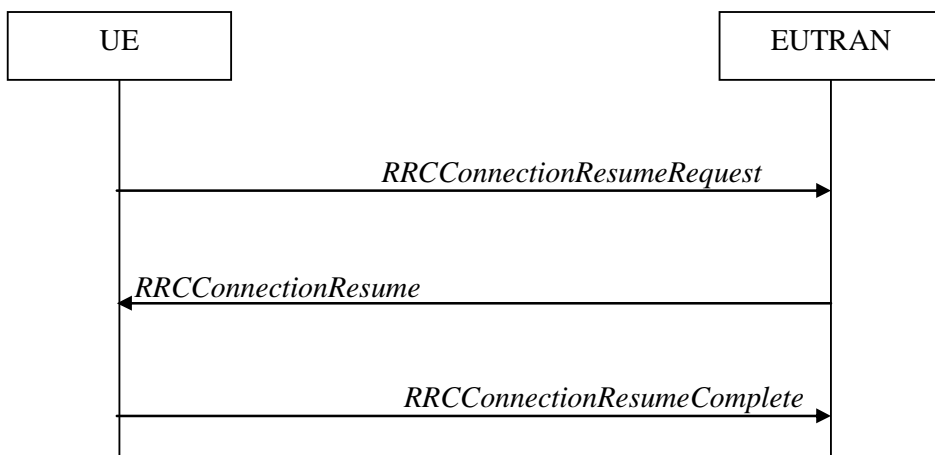 UE
EUTRAN
RRCConnectionResumeRequest
RRCConnectionResume
RRCConnectionResumeComplete